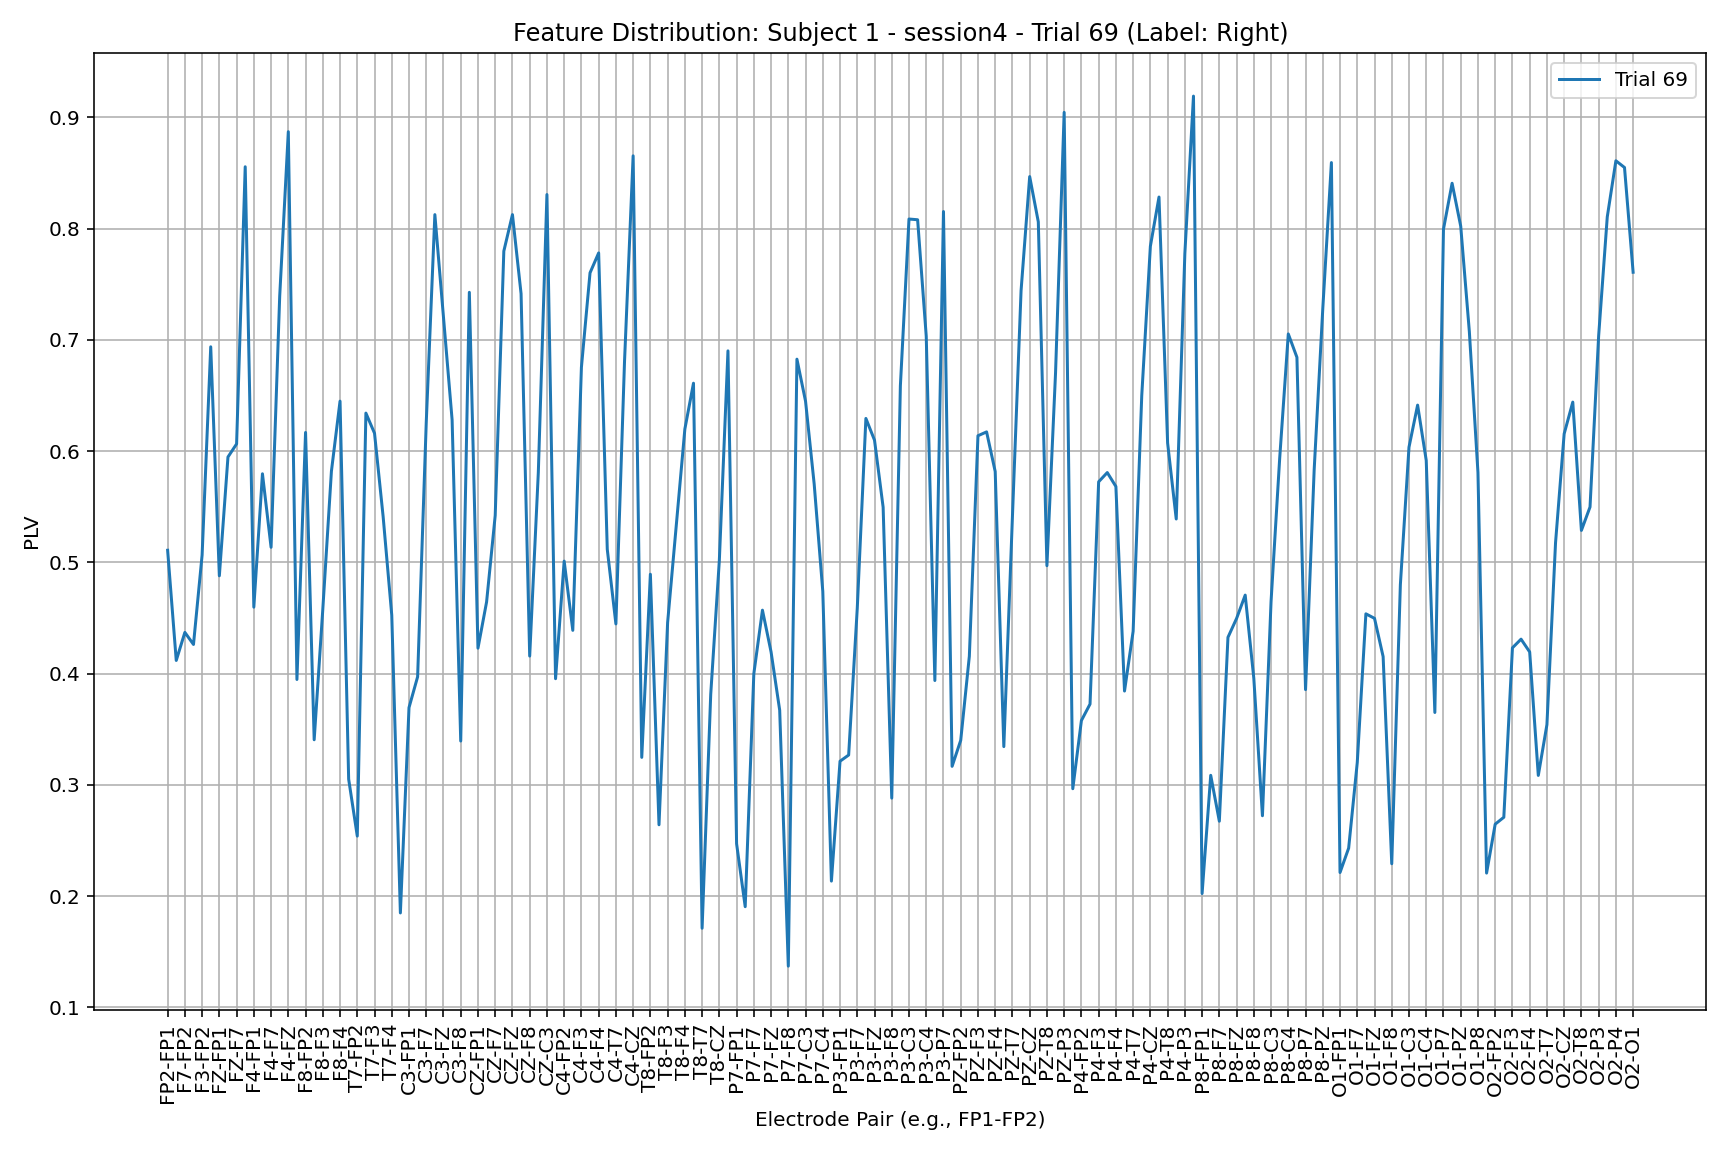 Feature Distribution: Subject 1 - session4 - Trial 69 (Label: Right)
Trial 69
0.9
0.8
0.7
0.6
0.5
0.4
0.3
0.2
0.1
PLV
FP2-FP1
F7-FP2
F3-FP2
FZ-FP1
FZ-F7
F4-FP1
F4-F7
F4-FZ
F8-FP2
F8-F3
F8-F4
T7-FP2
T7-F3
T7-F4
C3-FP1
C3-F7
C3-FZ
C3-F8
CZ-FP1
CZ-F7
CZ-FZ
CZ-F8
CZ-C3
C4-FP2
C4-F3
C4-F4
C4-T7
C4-CZ
T8-FP2
T8-F3
T8-F4
T8-T7
T8-CZ
P7-FP1
P7-F7
P7-FZ
P7-F8
P7-C3
P7-C4
P3-FP1
P3-F7
P3-FZ
P3-F8
P3-C3
P3-C4
P3-P7
PZ-FP2
PZ-F3
PZ-F4
PZ-T7
PZ-CZ
PZ-T8
PZ-P3
P4-FP2
P4-F3
P4-F4
P4-T7
P4-CZ
P4-T8
P4-P3
P8-FP1
P8-F7
P8-FZ
P8-F8
P8-C3
P8-C4
P8-P7
P8-PZ
O1-FP1
O1-F7
O1-FZ
O1-F8
O1-C3
O1-C4
O1-P7
O1-PZ
O1-P8
O2-FP2
O2-F3
O2-F4
O2-T7
O2-CZ
O2-T8
O2-P3
O2-P4
O2-O1
Electrode Pair (e.g., FP1-FP2)